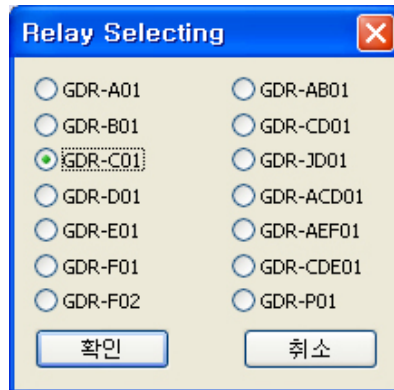 Relay Selecting
GDR-A01 GDR-AB01
GDR-B01 GDR-CD01
GDR-C01 GDR-JD01
GDR-D01 GDR-ACD01
GDR-E01 GDR-AEF01
GDR-F01 GDR-CDE01
GDR-F02 GDR-P01
확인 취소